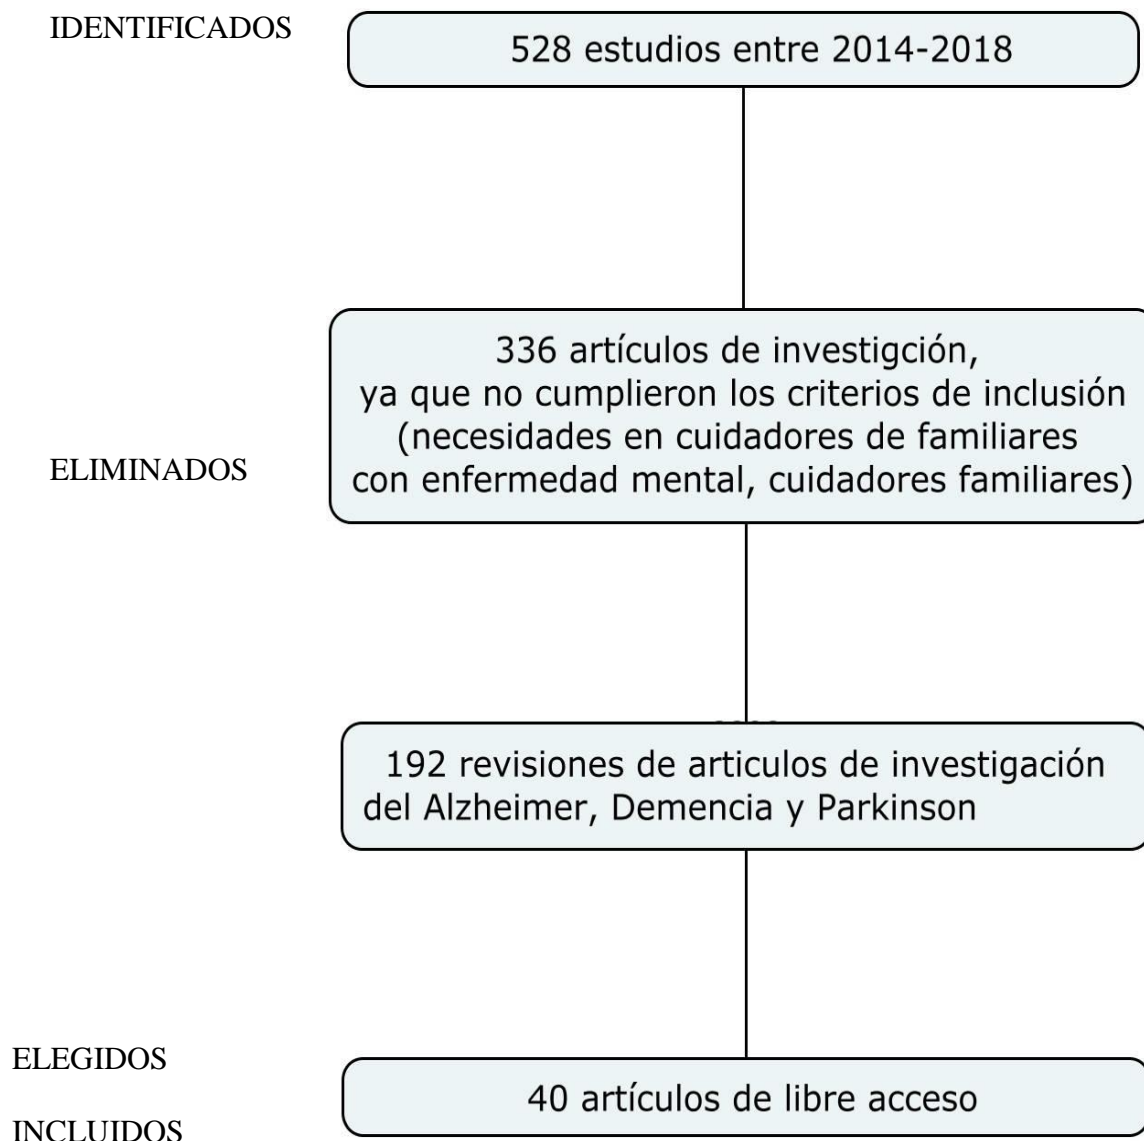 IDENTIFICADOS
528 estudios entre 2014-2018
336 artículos de investigción,
ya que no cumplieron los criterios de inclusión
(necesidades en cuidadores de familiares
con enfermedad mental, cuidadores familiares)
ELIMINADOS
192 revisiones de articulos de investigación
del Alzheimer, Demencia y Parkinson
ELEGIDOS
40 artículos de libre acceso
INCLUIDOS